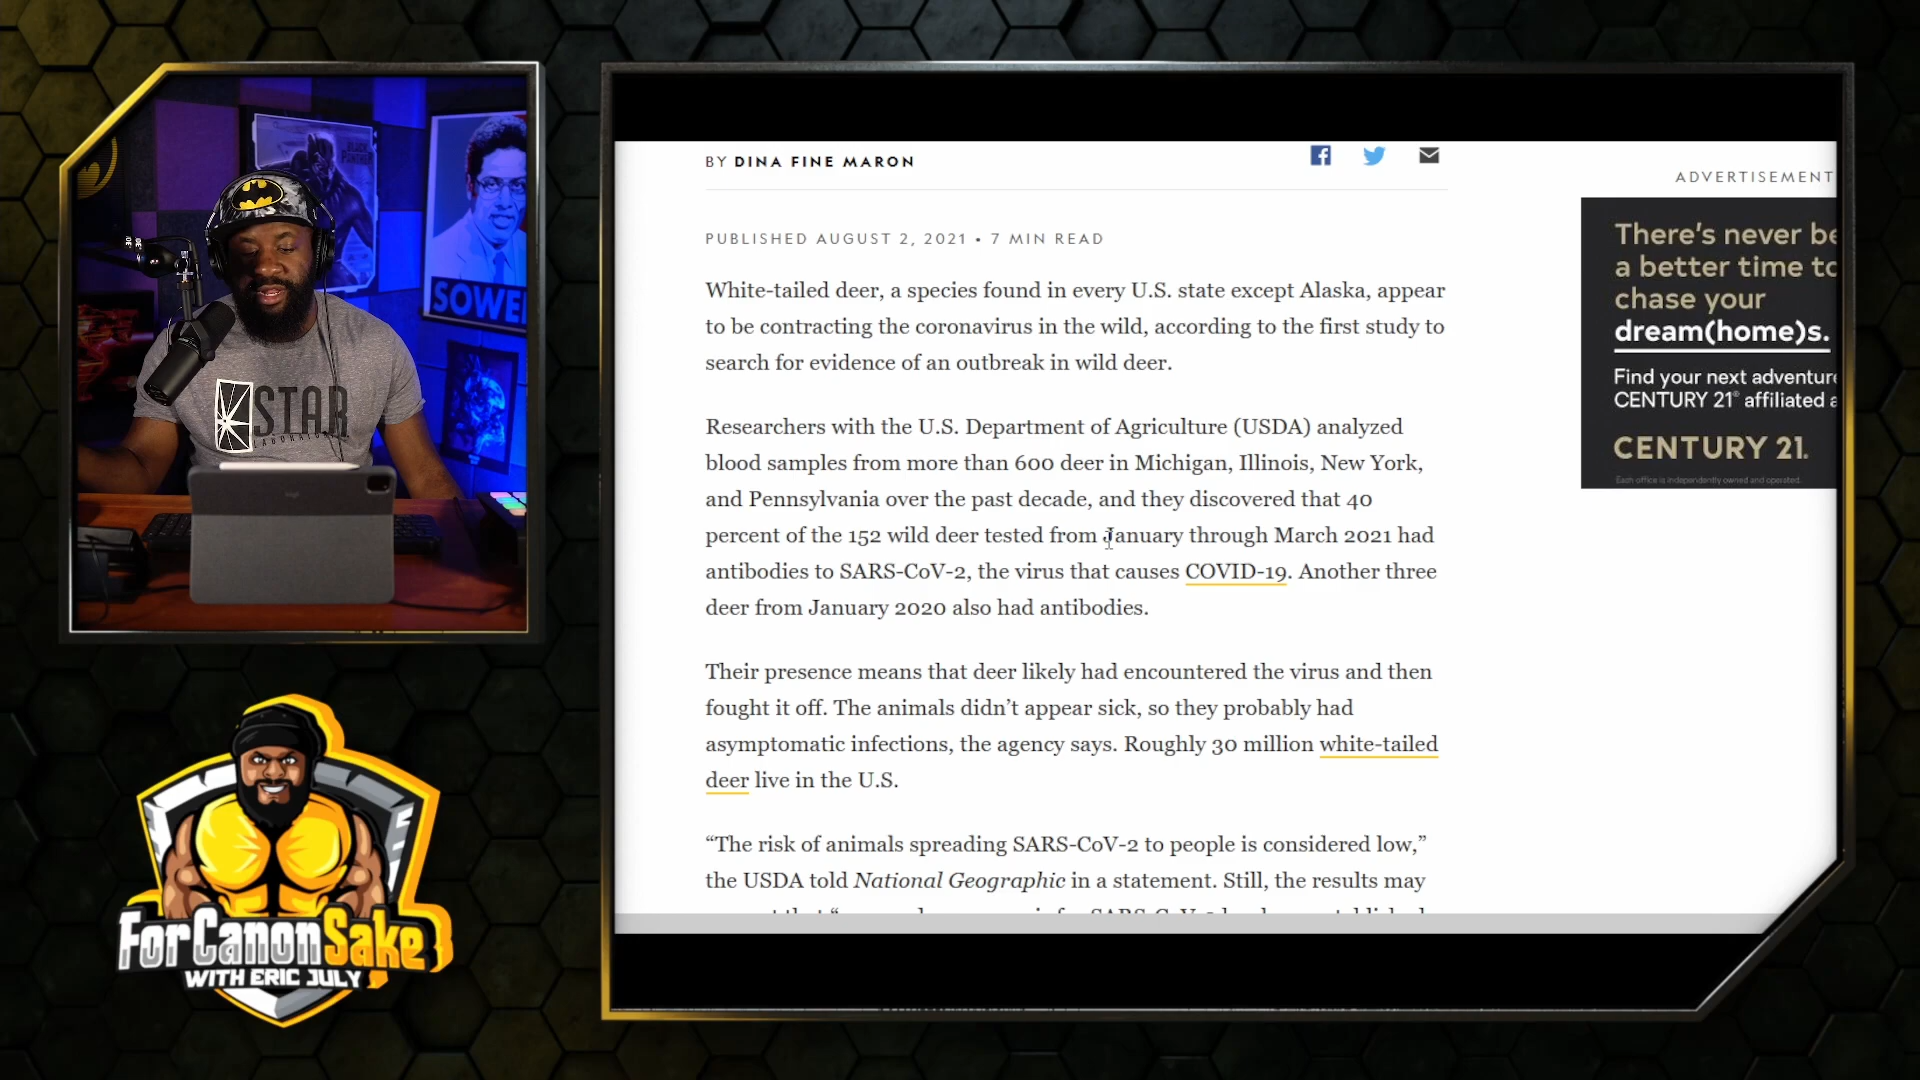 BY DINA FINE MARON
PUBLISHED AUGUST 2, 2021 • 7 MIN READ
White-tailed deer, a species found in every U.S. state except Alaska, appear
to be contracting the coronavirus in the wild, according to the first study to
search for evidence of an outbreak in wild deer.
Researchers with the U.S. Department of Agriculture (USDA) analyzed
blood samples from more than 600 deer in Michigan, Illinois, New York,
and Pennsylvania over the past decade, and they discovered that 40
percent of the 152 wild deer tested from January through March 2021 had
antibodies to SARS-CoV-2, the virus that causes COVID-19. Another three
deer from January 2020 also had antibodies.
Their presence means that deer likely had encountered the virus and then
fought it off. The animals didn't appear sick, so they probably had
asymptomatic infections, the agency says. Roughly 30 million white-tailed
deer live in the U.S.
“The risk of animals spreading SARS-CoV-2 to people is considered low,”
the USDA told National Geographic in a statement. Still, the results may
ADVERTISEMENT
There's never be
a better time to
chase your
dream(home)s.
Find your next adventure
CENTURY 21® affiliated a
CENTURY 21.
Each office is independently owned and operated.
BLACK PANTHER
SOWE
STAR
LABORATORIES
ForCanonSake
WITH ERIC JULY